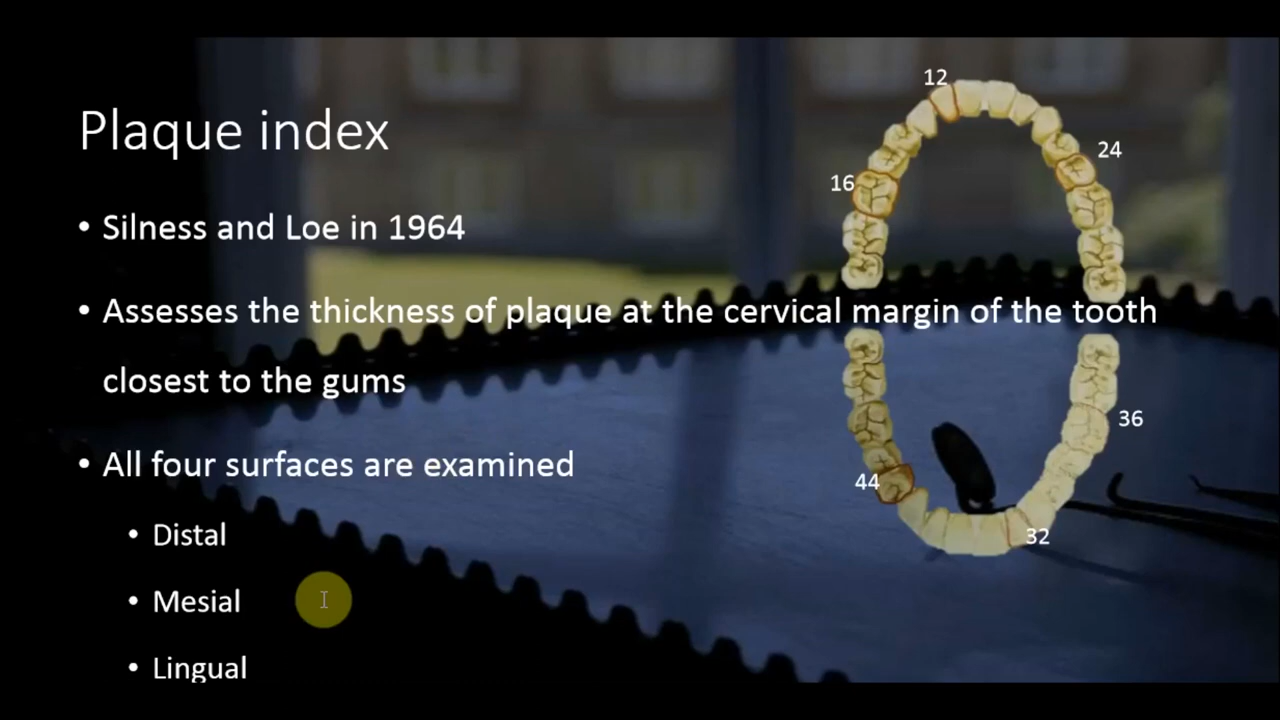 Plaque index
• Silness and Loe in 1964
• Assesses the thickness of plaque at the cervical margin of the tooth
closest to the gums
• All four surfaces are examined
• Distal
• Mesial
• Lingual
12
24
16
36
44
32